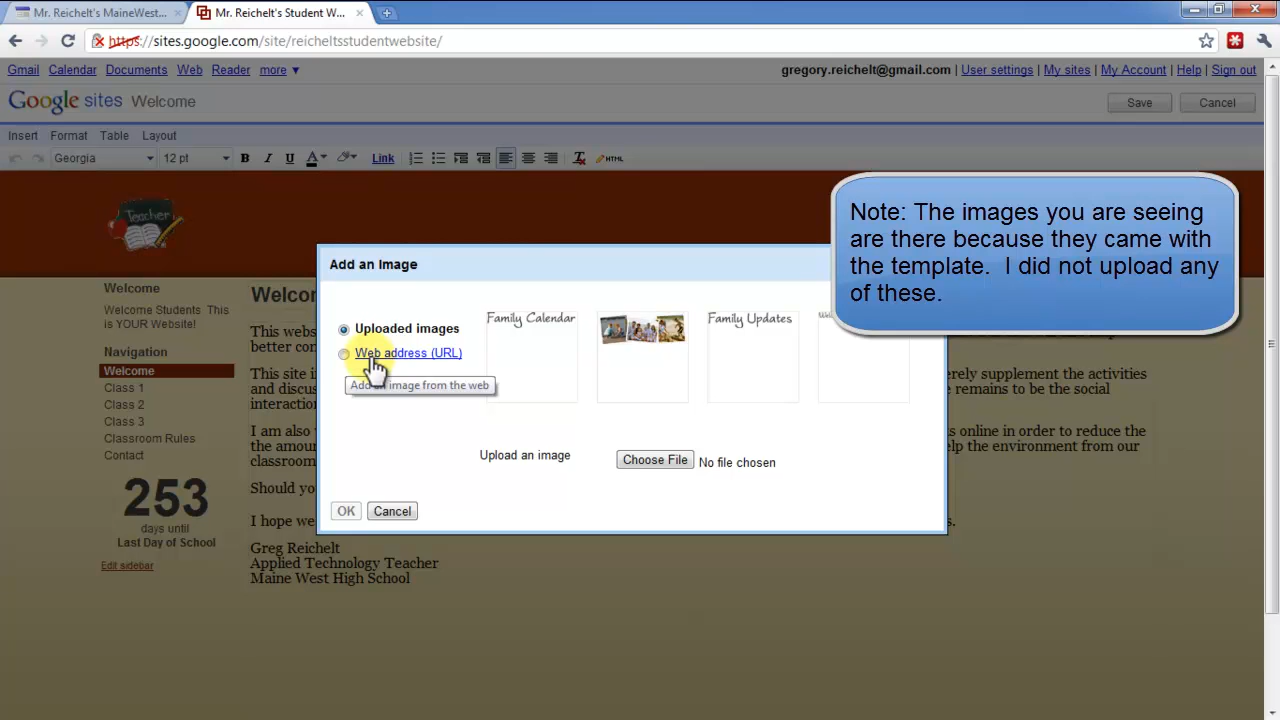 Mr. Reichelt's MaineWest...
Mr. Reichelt's Student W...
https://sites.google.com/site/reicheltsstudentwebsite/
Gmail Calendar Documents Web Reader more ▼
gregory.reichelt@gmail.com | User settings | My sites | My Account | Help | Sign out
Google sites Welcome
Save Cancel
Insert Format Table Layout
Georgia 12 pt B I U A Link HTML
Teacher
Note: The images you are seeing
are there because they came with
the template. I did not upload any
of these.
Add an Image
Uploaded images
Web address (URL)
Add an image from the web
Family Calendar
Family Updates
Upload an image Choose File No file chosen
OK Cancel
Welcome
Welcome Students This
is YOUR Website!
Navigation
Welcome
Class 1
Class 2
Class 3
Classroom Rules
Contact
253
days until
Last Day of School
Edit sidebar
Welcom
This webs
better con
This site i
and discus
interaction
erely supplement the activities
e remains to be the social
I am also
the amou
classroom
s online in order to reduce the
elp the environment from our
Should yo
I hope we
s.
Greg Reichelt
Applied Technology Teacher
Maine West High School